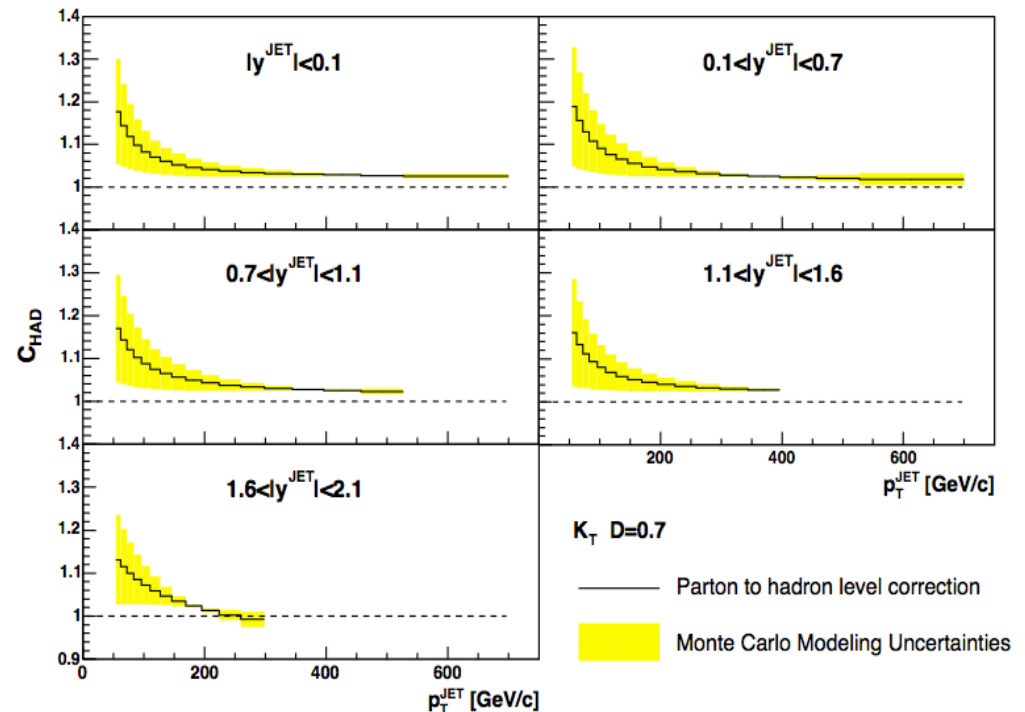 1.4
1.3
1.2
1.1
1
1.4
|y^JET|<0.1
0.1<|y^JET|<0.7
1.3
1.2
1.1
1
1.4
0.7<|y^JET|<1.1
1.1<|y^JET|<1.6
C_HAD
200 400 600
p_T^JET [GeV/c]
1.3
1.2
1.1
1
0.9
1.6<|y^JET|<2.1
0 200 400 600
p_T^JET [GeV/c]
K_T D=0.7
Parton to hadron level correction
Monte Carlo Modeling Uncertainties